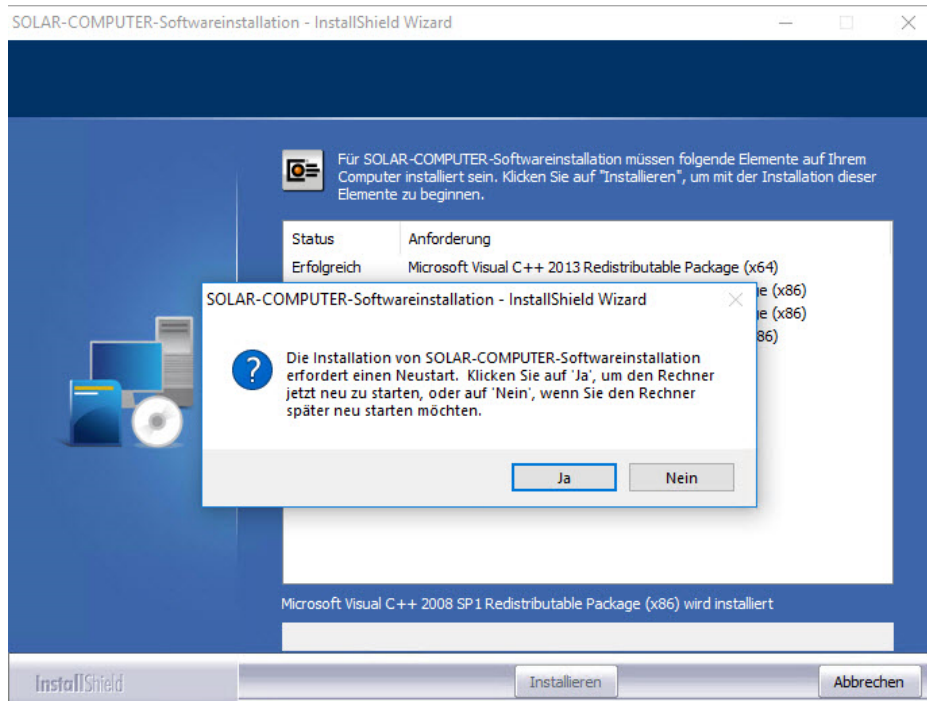 SOLAR-COMPUTER-Softwareinstallation - InstallShield Wizard
Für SOLAR-COMPUTER-Softwareinstallation müssen folgende Elemente auf Ihrem
Computer installiert sein. Klicken Sie auf "Installieren", um mit der Installation dieser
Elemente zu beginnen.
Status Anforderung
Erfolgreich Microsoft Visual C++ 2013 Redistributable Package (x64)
(x86)
(x86)
86)
SOLAR-COMPUTER-Softwareinstallation - InstallShield Wizard
Die Installation von SOLAR-COMPUTER-Softwareinstallation
erfordert einen Neustart. Klicken Sie auf 'Ja', um den Rechner
jetzt neu zu starten, oder auf 'Nein', wenn Sie den Rechner
später neu starten möchten.
Ja Nein
Microsoft Visual C++ 2008 SP1 Redistributable Package (x86) wird installiert
InstallShield
Installieren Abbrechen